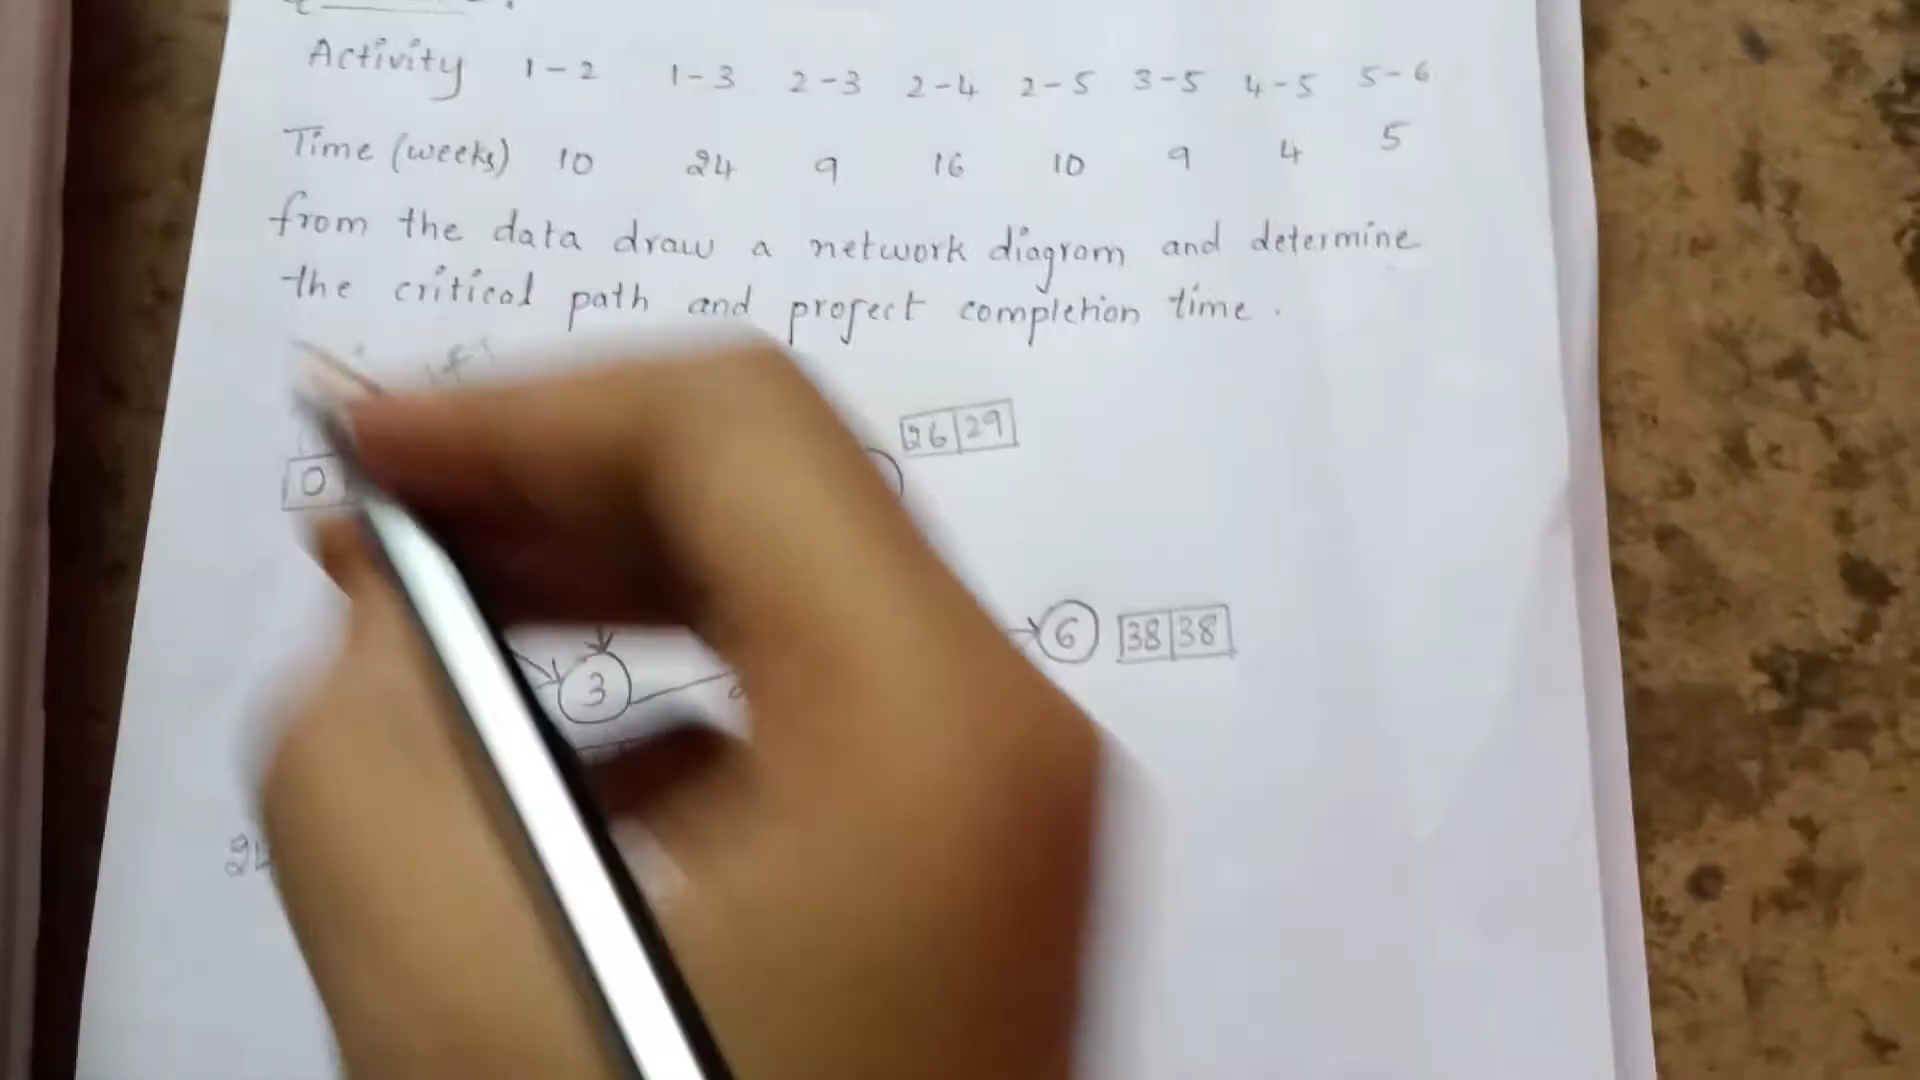 Activity 1-2 1-3 2-3 2-4 2-5 3-5 4-5 5-6
Time (weeks) 10 24 9 16 10 9 4 5
from the data draw a network diagram and determine
the critical path and project completion time.
26 29
0
6 38 38
3